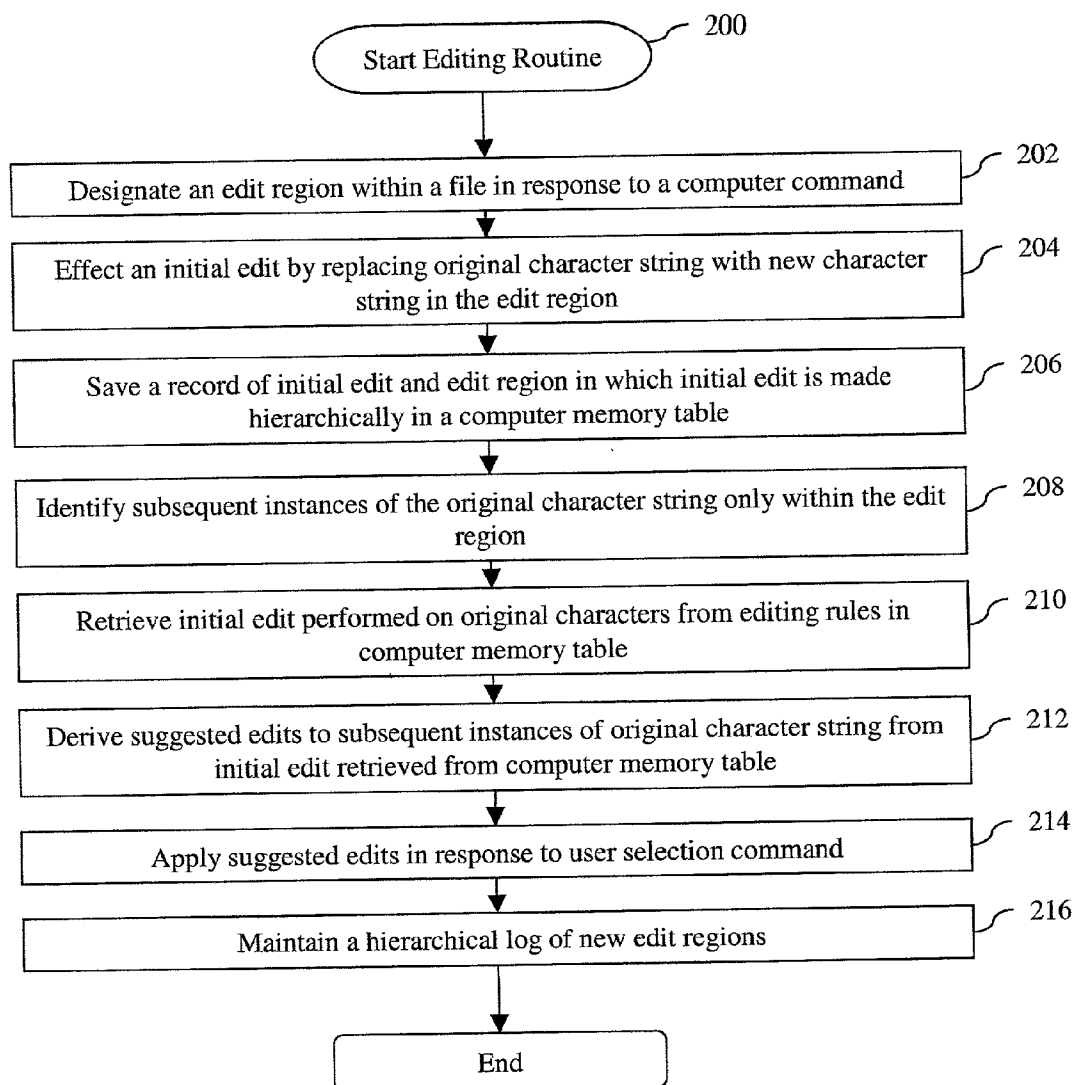 200
Start Editing Routine
202
Designate an edit region within a file in response to a computer command
204
Effect an initial edit by replacing original character string with new character
string in the edit region
206
Save a record of initial edit and edit region in which initial edit is made
hierarchically in a computer memory table
208
Identify subsequent instances of the original character string only within the edit
region
210
Retrieve initial edit performed on original characters from editing rules in
computer memory table
212
Derive suggested edits to subsequent instances of original character string from
initial edit retrieved from computer memory table
214
Apply suggested edits in response to user selection command
216
Maintain a hierarchical log of new edit regions
End